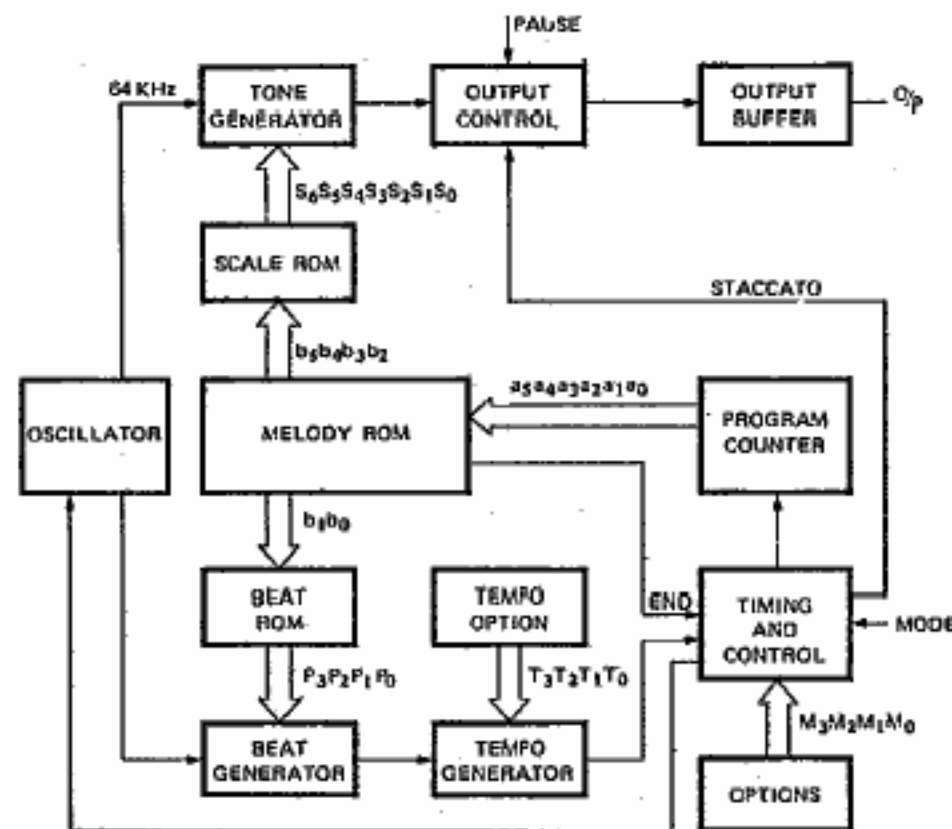 PAUSE
64 KHz
TONE
GENERATOR
OUTPUT
CONTROL
OUTPUT
BUFFER
O/P
S6S5S4S3S2S1S0
SCALE ROM
STACCATO
b5b4b3b2
a5a4a3a2a1a0
OSCILLATOR
MELODY ROM
PROGRAM
COUNTER
b1b0
BEAT
ROM
TEMPO
OPTION
END
TIMING
AND
CONTROL
MODE
P3P2P1P0
T3T2T1T0
M3M2M1M0
BEAT
GENERATOR
TEMPO
GENERATOR
OPTIONS